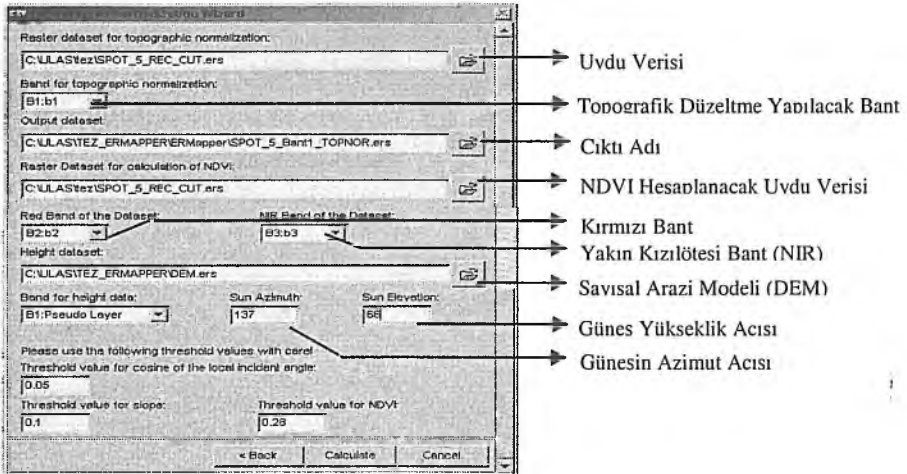 Wizard
Raster dataset for topographic normalization:
C:\ULAS\tez\SPOT_5_REC_CUT.ers
Uydu Verisi
Band for topographic normalization:
B1:b1
Topografik Düzeltme Yapılacak Bant
Output dataset:
C:\ULAS\TEZ_ERMAPPER\ERMapper\SPOT_5_Bant1_TOPNOR.ers
Çıktı Adı
Raster Dataset for calculation of NDVI:
C:\ULAS\tez\SPOT_5_REC_CUT.ers
NDVI Hesaplanacak Uydu Verisi
Red Band of the Dataset: NIR Band of the Dataset:
B2:b2 B3:b3
Kırmızı Bant
Yakın Kızılötesi Bant (NIR)
Height dataset:
C:\ULAS\TEZ_ERMAPPER\DEM.ers
Sayısal Arazi Modeli (DEM)
Band for height data: Sun Azimuth: Sun Elevation:
B1:Pseudo Layer 137 68
Güneş Yükseklik Açısı
Güneşin Azimut Açısı
Please use the following threshold values with care!
Threshold value for cosine of the local incident angle:
0.05
Threshold value for slope: Threshold value for NDVI:
0.1 0.28
« Back Calculate Cancel